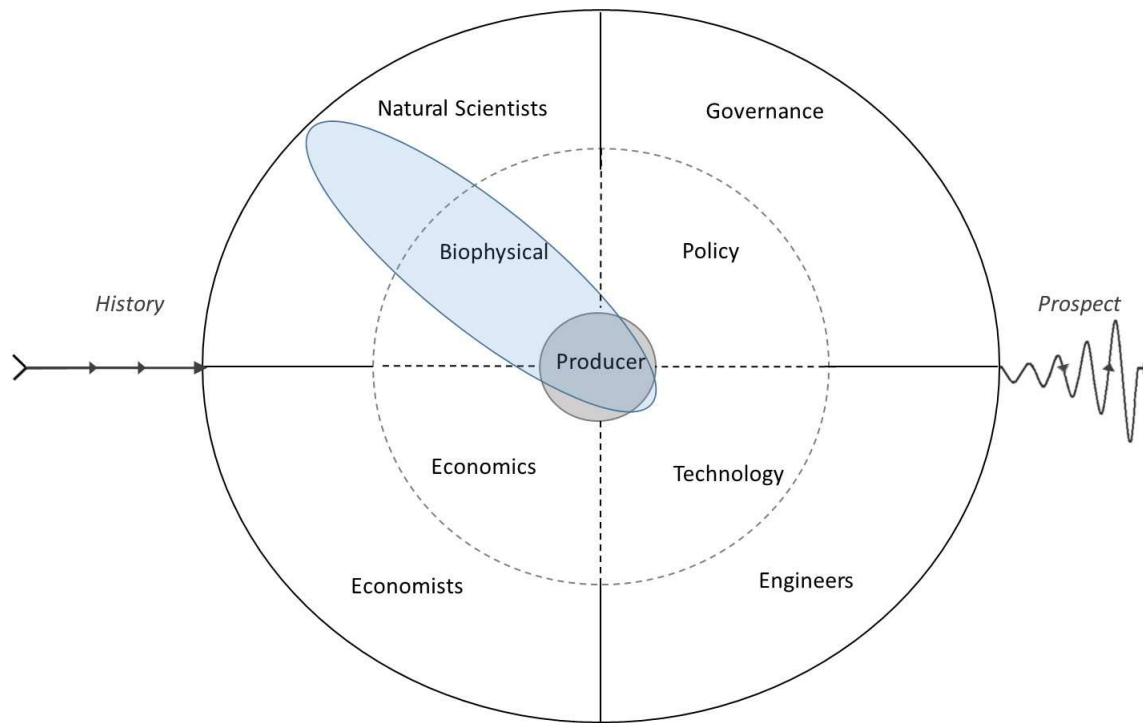 Natural Scientists
Governance
Biophysical
Policy
History
Prospect
Producer
Economics
Technology
Economists
Engineers